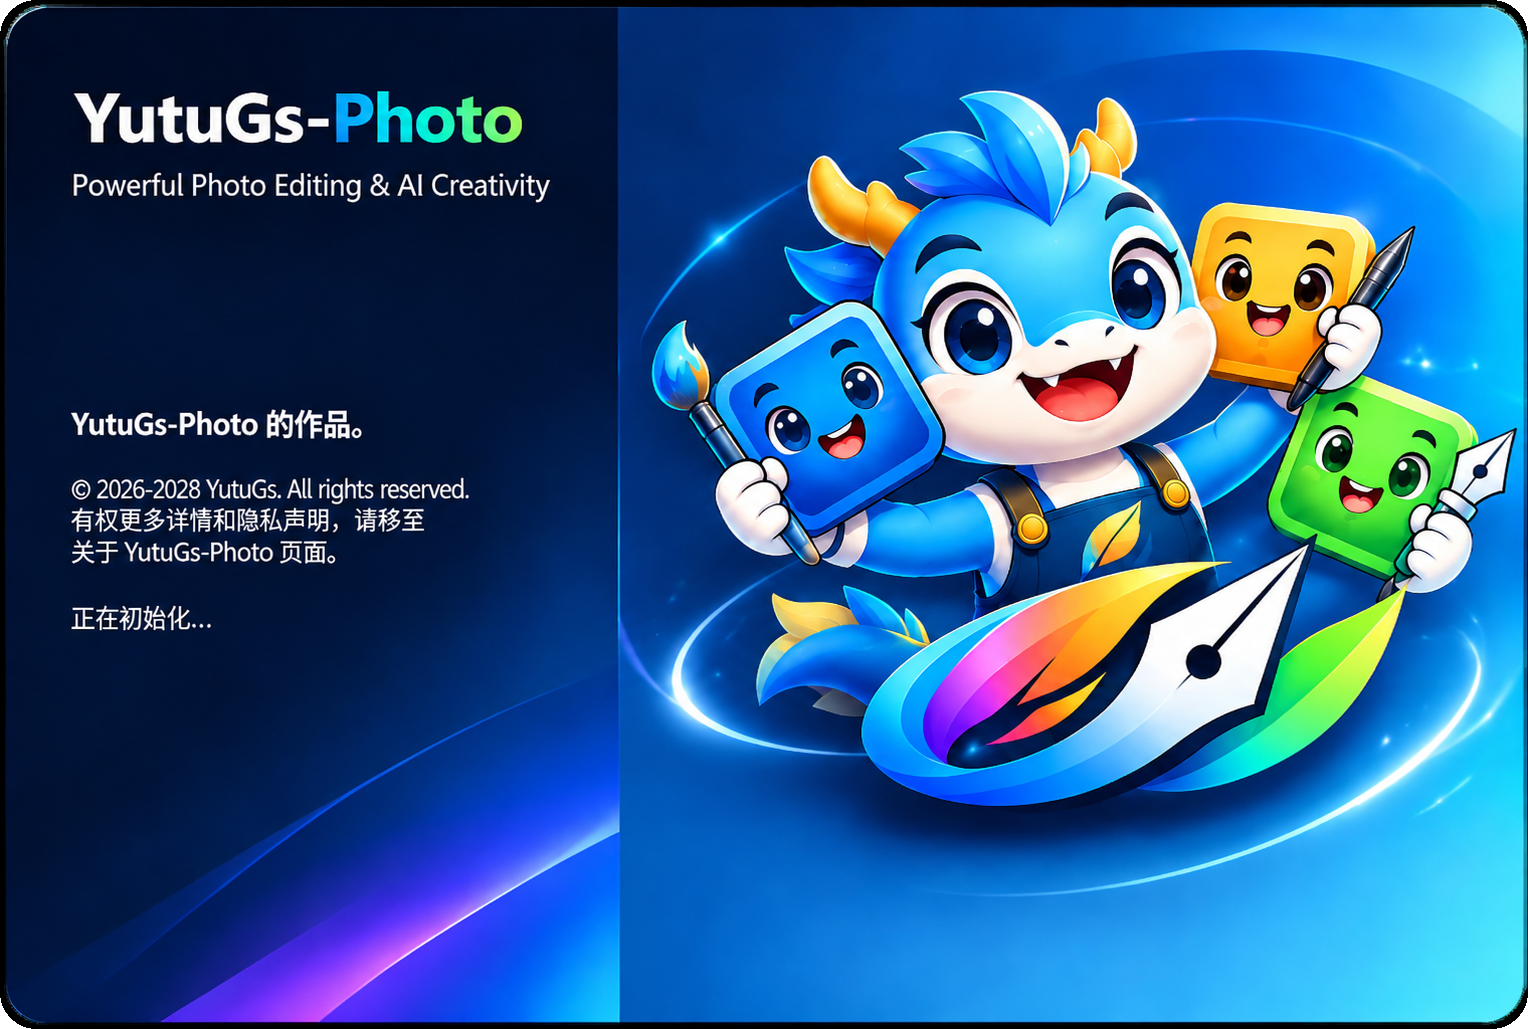 YutuGs-Photo
Powerful Photo Editing & AI Creativity
YutuGs-Photo 的作品。
© 2026-2028 YutuGs. All rights reserved.
有权更多详情和隐私声明，请移至
关于 YutuGs-Photo 页面。
正在初始化...